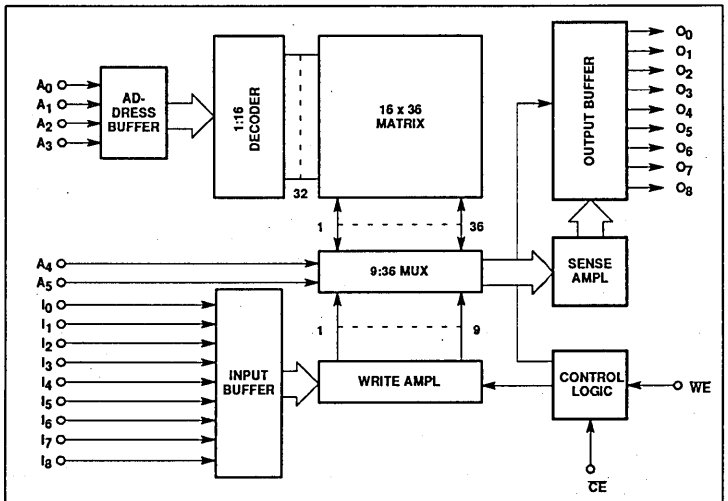 A0
A1
A2
A3
AD-
DRESS
BUFFER
1:16
DECODER
32
16 x 36
MATRIX
1
36
OUTPUT BUFFER
O0
O1
O2
O3
O4
O5
O6
O7
O8
A4
A5
9:36 MUX
SENSE
AMPL
I0
I1
I2
I3
I4
I5
I6
I7
I8
INPUT
BUFFER
1
9
WRITE AMPL
CONTROL
LOGIC
WE
CE